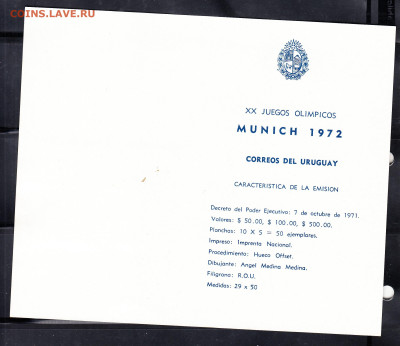 COINS.LAVE.RU
XX JUEGOS OLIMPICOS
MUNICH 1972
CORREOS DEL URUGUAY
CARACTERISTICA DE LA EMISION
Decreto del Poder Ejecutivo: 7 de octubre de 1971.
Valores: $ 50.00, $ 100.00, $ 500.00.
Planchas: 10 X 5 = 50 ejemplares.
Impreso: Imprenta Nacional.
Procedimiento: Hueco Offset.
Dibujante: Angel Medina Medina.
Filigrana: R.O.U.
Medidas: 29 x 50